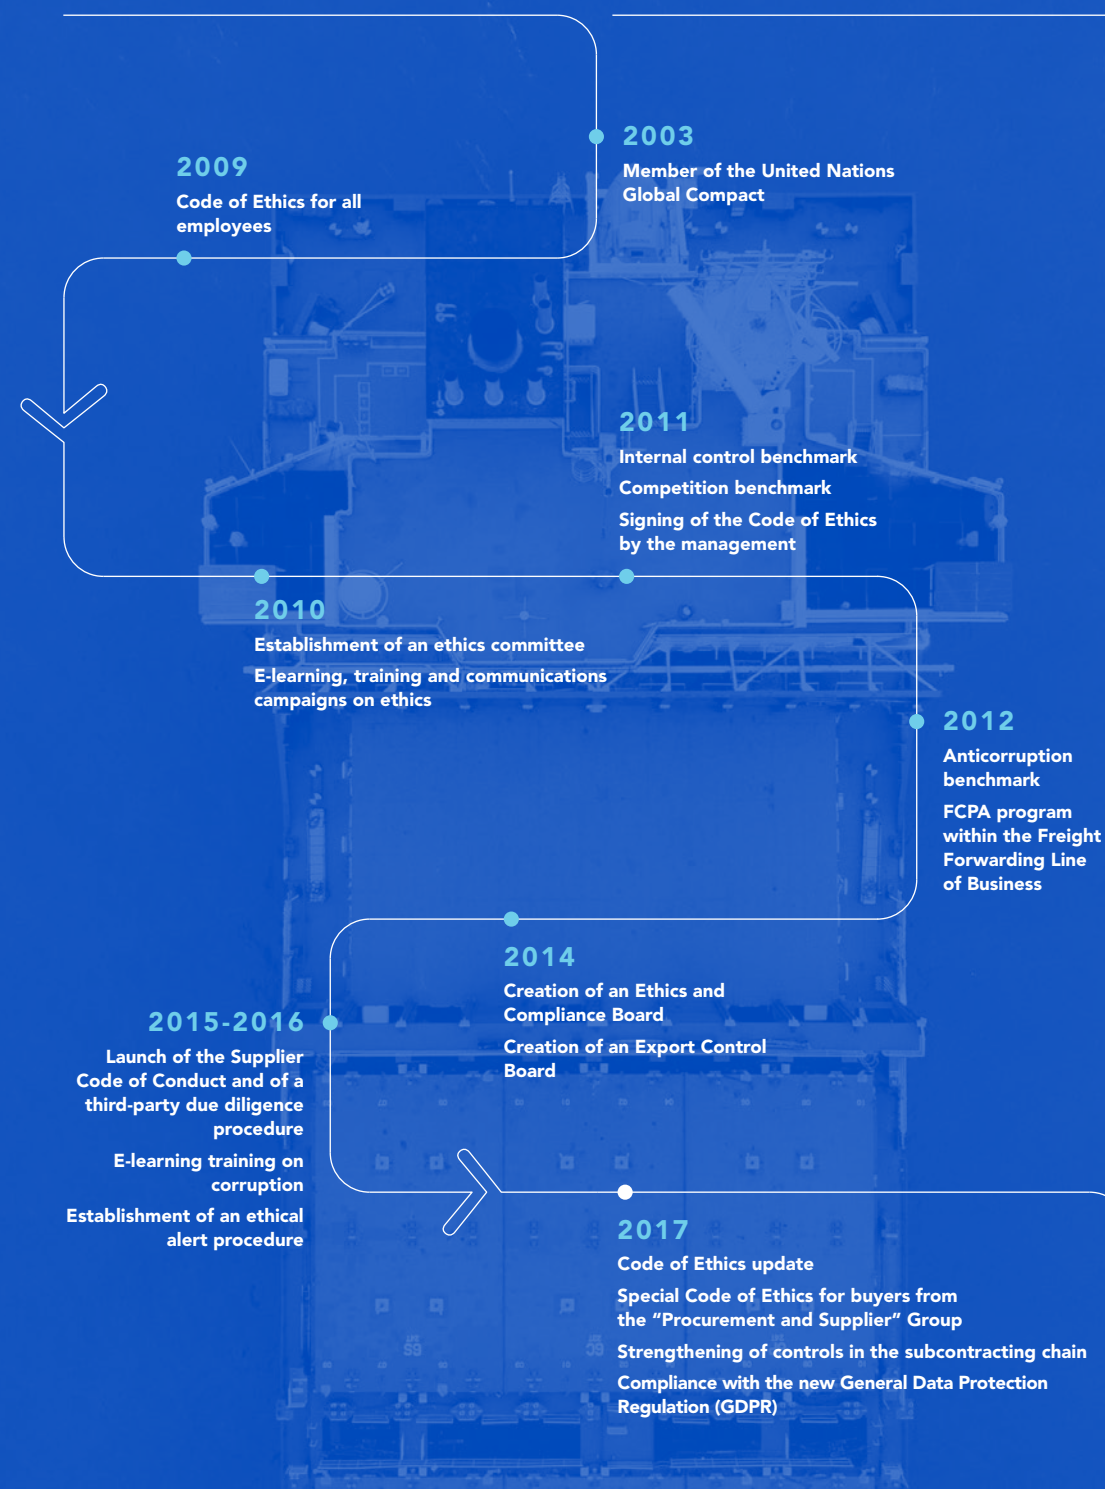 2003
Member of the United Nations
Global Compact
2009
Code of Ethics for all
employees
2010
Establishment of an ethics committee
E-learning, training and communications
campaigns on ethics
2011
Internal control benchmark
Competition benchmark
Signing of the Code of Ethics
by the management
2012
Anticorruption
benchmark
FCPA program
within the Freight
Forwarding Line
of Business
2014
Creation of an Ethics and
Compliance Board
Creation of an Export Control
Board
2015-2016
Launch of the Supplier
Code of Conduct and of a
third-party due diligence
procedure
E-learning training on
corruption
Establishment of an ethical
alert procedure
2017
Code of Ethics update
Special Code of Ethics for buyers from
the “Procurement and Supplier” Group
Strengthening of controls in the subcontracting chain
Compliance with the new General Data Protection
Regulation (GDPR)